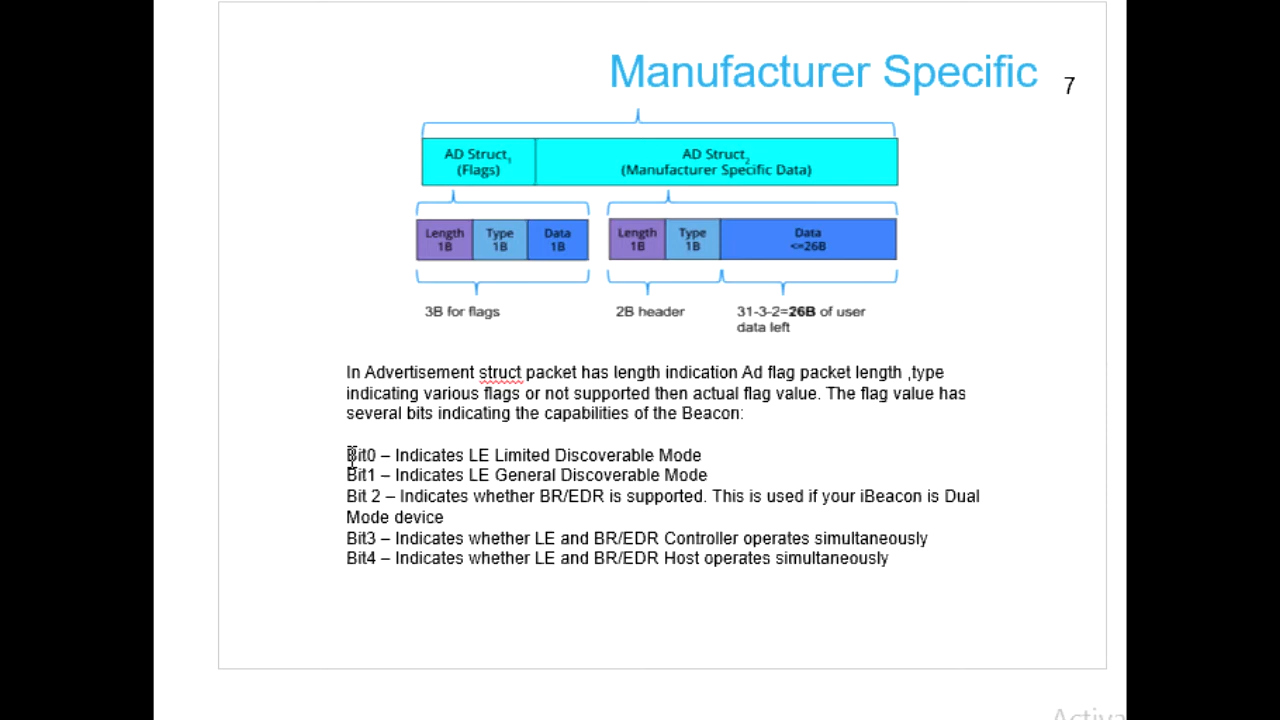 Manufacturer Specific
7
AD Struct1 AD Struct2
(Flags) (Manufacturer Specific Data)
Length Type Data Length Type Data
1B 1B 1B 1B 1B <=26B
3B for flags 2B header 31-3-2=26B of user
data left
In Advertisement struct packet has length indication Ad flag packet length ,type
indicating various flags or not supported then actual flag value. The flag value has
several bits indicating the capabilities of the Beacon:
Bit0 – Indicates LE Limited Discoverable Mode
Bit1 – Indicates LE General Discoverable Mode
Bit 2 – Indicates whether BR/EDR is supported. This is used if your iBeacon is Dual
Mode device
Bit3 – Indicates whether LE and BR/EDR Controller operates simultaneously
Bit4 – Indicates whether LE and BR/EDR Host operates simultaneously